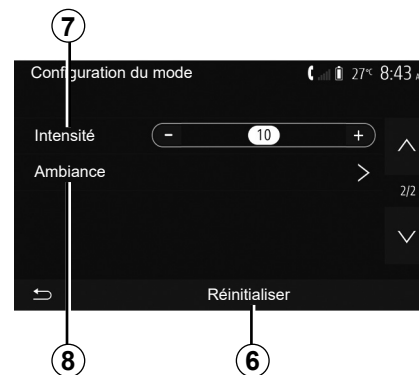 7
Configuration du mode 27°C 8:43
Intensité - 10 +
Ambiance >
2/2
Réinitialiser
8 6